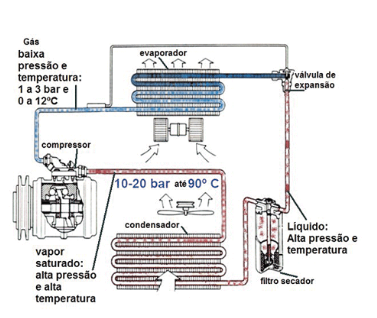 Gás
baixa
pressão e
temperatura:
1 a 3 bar e
0 a 12ºC
evaporador
válvula de
expansão
compressor
10-20 bar até 90º C
condensador
vapor
saturado:
alta pressão
e alta
temperatura
Líquido:
Alta pressão e
temperatura
filtro secador